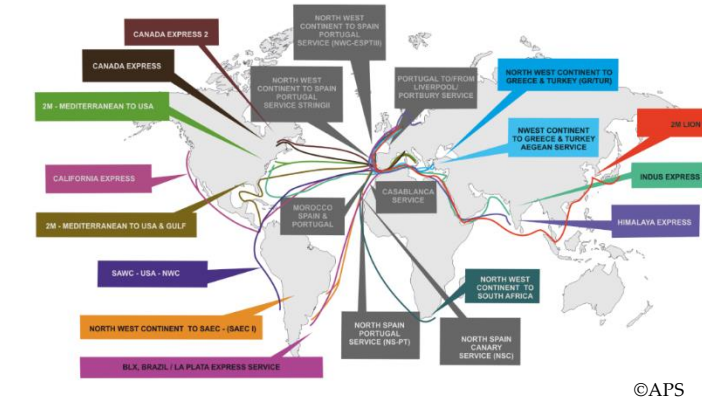 CANADA EXPRESS 2
CANADA EXPRESS
2M - MEDITERRANEAN TO USA
CALIFORNIA EXPRESS
2M - MEDITERRANEAN TO USA & GULF
SAWC - USA - NWC
NORTH WEST CONTINENT TO SAEC - (SAEC I)
BLX, BRAZIL / LA PLATA EXPRESS SERVICE
NORTH WEST
CONTINENT TO SPAIN
PORTUGAL
SERVICE (NWC-ESPTIII)
NORTH WEST
CONTINENT TO SPAIN
PORTUGAL
SERVICE STRINGII
MOROCCO
SPAIN &
PORTUGAL
PORTUGAL TO/FROM
LIVERPOOL/
PORTBURY SERVICE
CASABLANCA
SERVICE
NORTH SPAIN
PORTUGAL
SERVICE (NS-PT)
NORTH SPAIN
CANARY
SERVICE (NSC)
NORTH WEST CONTINENT TO
GREECE & TURKEY (GR/TUR)
NWEST CONTINENT
TO GREECE & TURKEY
AEGEAN SERVICE
2M LION
INDUS EXPRESS
HIMALAYA EXPRESS
NORTH WEST
CONTINENT TO
SOUTH AFRICA
©APS